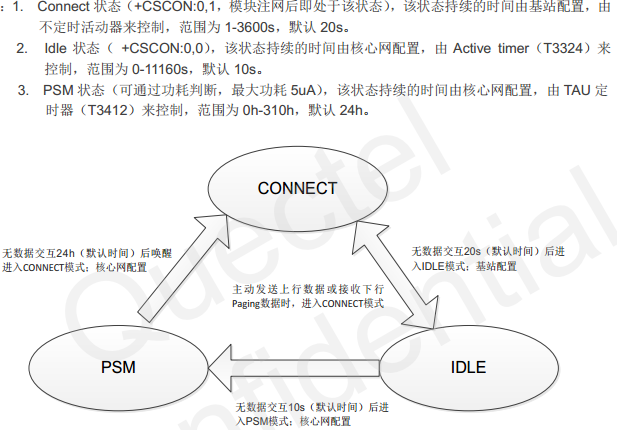 : 1. Connect 状态（+CSCON:0,1，模块注网后即处于该状态），该状态持续的时间由基站配置，由
不定时活动器来控制，范围为 1-3600s，默认 20s。
2. Idle 状态（ +CSCON:0,0），该状态持续的时间由核心网配置，由 Active timer（T3324）来
控制，范围为 0-11160s，默认 10s。
3. PSM 状态（可通过功耗判断，最大功耗 5uA），该状态持续的时间由核心网配置，由 TAU 定
时器（T3412）来控制，范围为 0h-310h，默认 24h。
CONNECT
无数据交互24h（默认时间）后唤醒
进入CONNECT模式；核心网配置
无数据交互20s（默认时间）后进
入IDLE模式；基站配置
主动发送上行数据或接收下行
Paging数据时，进入CONNECT模式
PSM
IDLE
无数据交互10s（默认时间）后进
入PSM模式；核心网配置
Quectel
Confidential